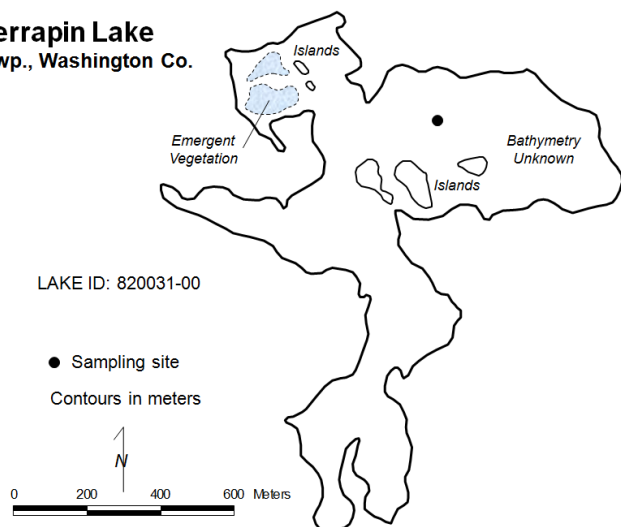 errapin Lake
wp., Washington Co.
Islands
Emergent
Vegetation
Bathymetry
Unknown
Islands
LAKE ID: 820031-00
Sampling site
Contours in meters
N
0 200 400 600 Meters